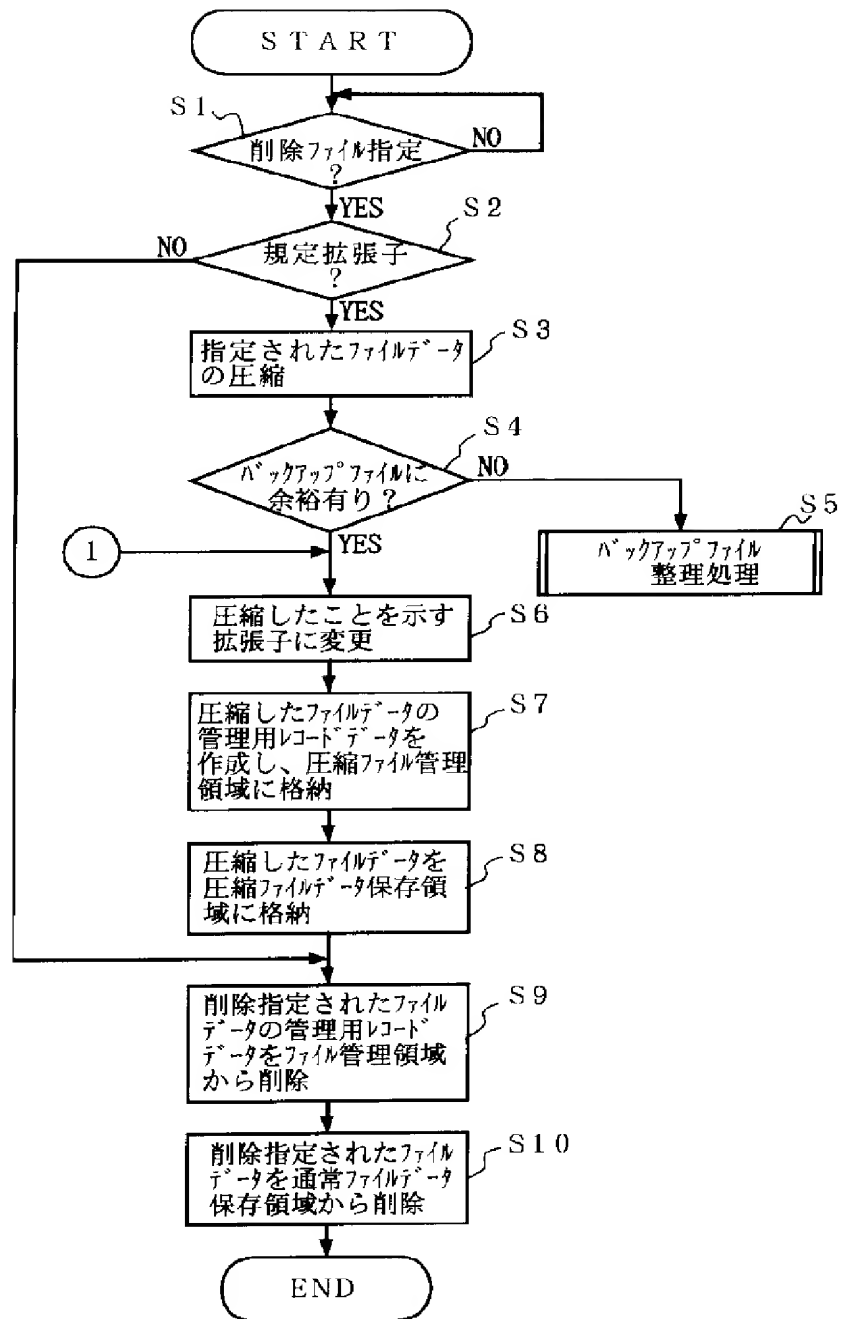 START
S1
削除ファイル指定
?
NO
YES
S2
NO
規定拡張子
?
YES
S3
指定されたファイルデータ
の圧縮
S4
バックアップファイルに
余裕有り?
NO
YES
S5
バックアップファイル
整理処理
1
S6
圧縮したことを示す
拡張子に変更
S7
圧縮したファイルデータの
管理用レコードデータを
作成し、圧縮ファイル管理
領域に格納
S8
圧縮したファイルデータを
圧縮ファイルデータ保存領
域に格納
S9
削除指定されたファイル
データの管理用レコード
データをファイル管理領域
から削除
S10
削除指定されたファイル
データを通常ファイルデータ
保存領域から削除
END